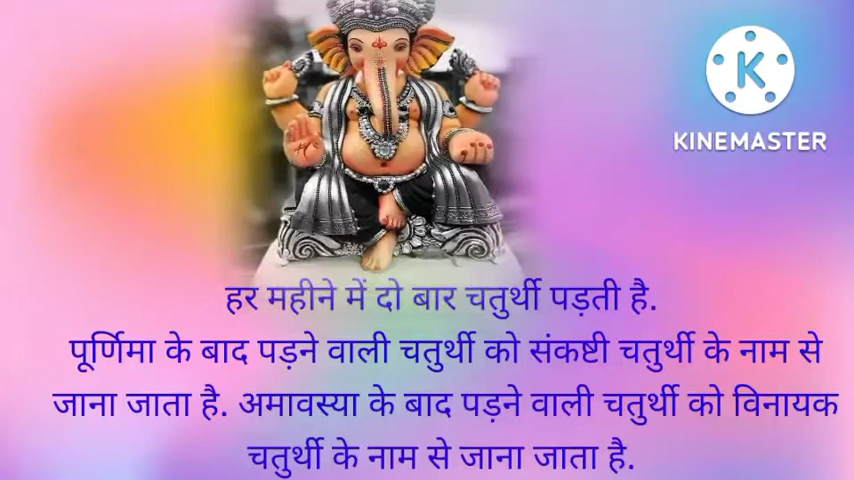 KINEMASTER
हर महीने में दो बार चतुर्थी पड़ती है.
पूर्णिमा के बाद पड़ने वाली चतुर्थी को संकष्टी चतुर्थी के नाम से
जाना जाता है. अमावस्या के बाद पड़ने वाली चतुर्थी को विनायक
चतुर्थी के नाम से जाना जाता है.